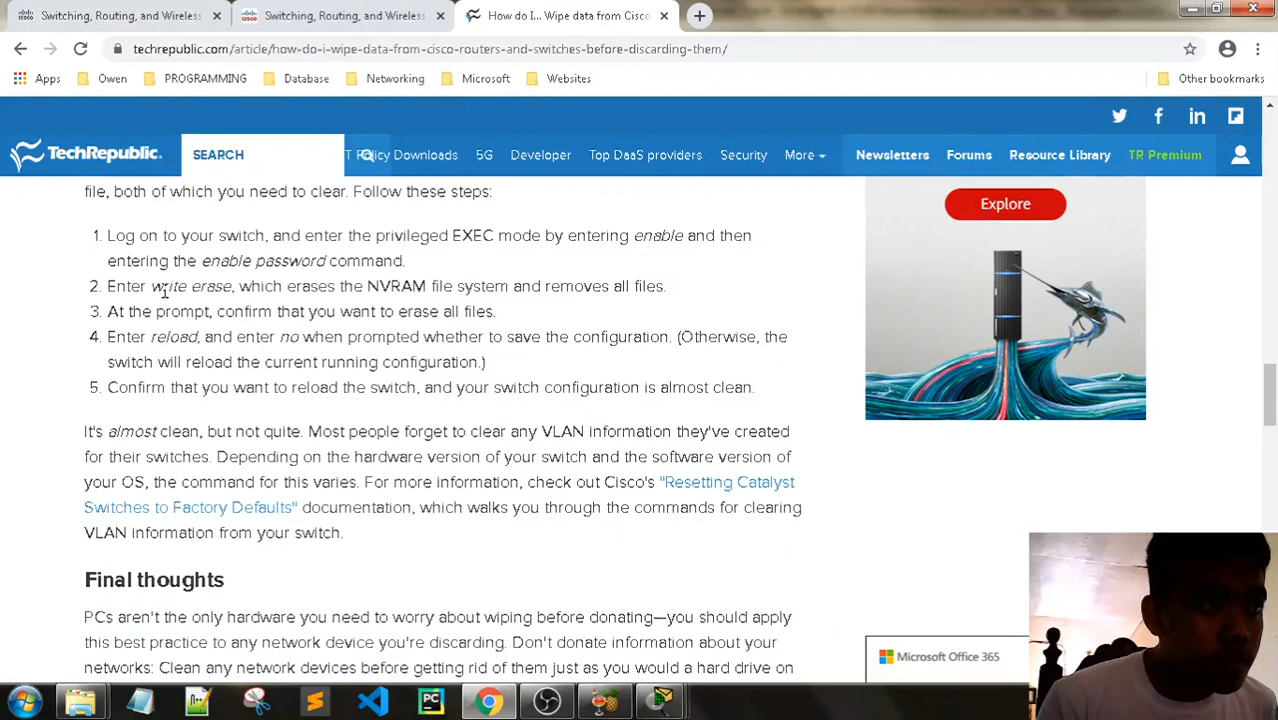 Switching, Routing, and Wireless
Switching, Routing, and Wireless
How do I... Wipe data from Cisco
techrepublic.com/article/how-do-i-wipe-data-from-cisco-routers-and-switches-before-discarding-them/
Apps
Owen
PROGRAMMING
Database
Networking
Microsoft
Websites
Other bookmarks
TechRepublic.
SEARCH
T Policy Downloads
5G
Developer
Top DaaS providers
Security
More
Newsletters
Forums
Resource Library
TR Premium
file, both of which you need to clear. Follow these steps:
1. Log on to your switch, and enter the privileged EXEC mode by entering enable and then
entering the enable password command.
2. Enter write erase, which erases the NVRAM file system and removes all files.
3. At the prompt, confirm that you want to erase all files.
4. Enter reload, and enter no when prompted whether to save the configuration. (Otherwise, the
switch will reload the current running configuration.)
5. Confirm that you want to reload the switch, and your switch configuration is almost clean.
It's almost clean, but not quite. Most people forget to clear any VLAN information they've created
for their switches. Depending on the hardware version of your switch and the software version of
your OS, the command for this varies. For more information, check out Cisco's "Resetting Catalyst
Switches to Factory Defaults" documentation, which walks you through the commands for clearing
VLAN information from your switch.
Final thoughts
PCs aren't the only hardware you need to worry about wiping before donating—you should apply
this best practice to any network device you're discarding. Don't donate information about your
networks: Clean any network devices before getting rid of them just as you would a hard drive on
Explore
Microsoft Office 365